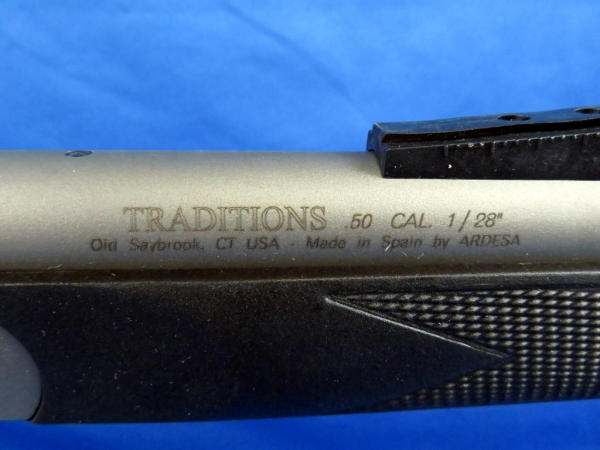 TRADITIONS .50 CAL. 1/28"
Old Saybrook, CT USA - Made in Spain by ARDESA